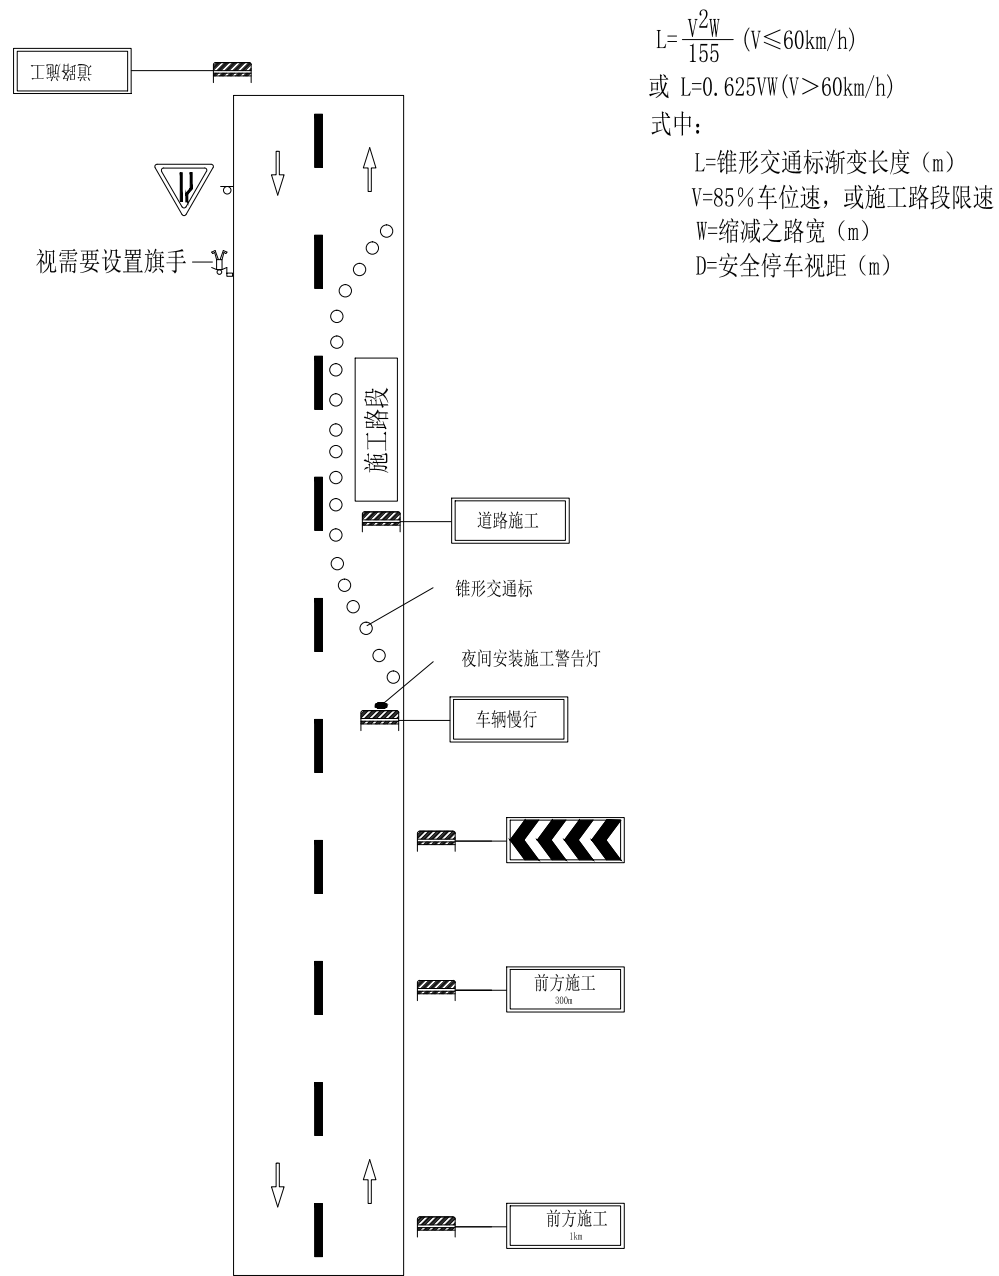 L=V²W/155 (V≤60km/h)
或 L=0.625VW(V>60km/h)
式中：
L=锥形交通标渐变长度（m）
V=85%车位速，或施工路段限速
W=缩减之路宽（m）
D=安全停车视距（m）
道路施工
视需要设置旗手
施工路段
道路施工
锥形交通标
夜间安装施工警告灯
车辆慢行
前方施工
300m
前方施工
1km